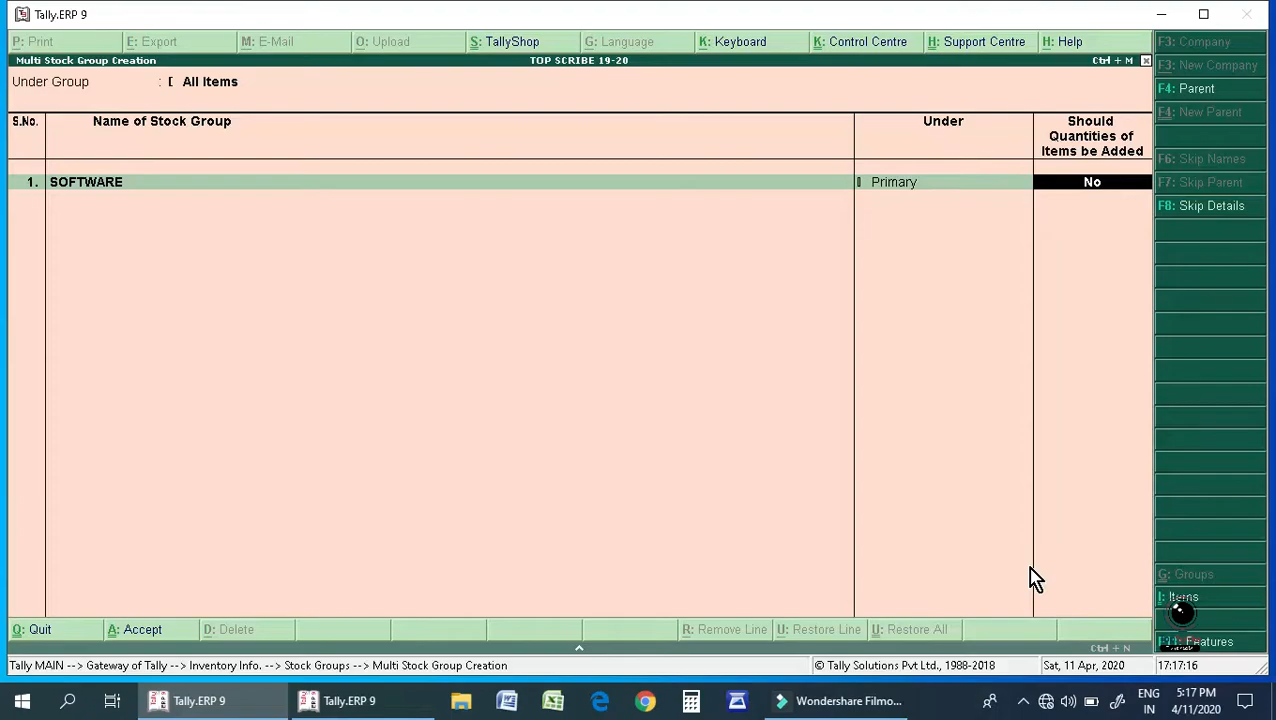 Tally.ERP 9
P: Print E: Export M: E-Mail O: Upload S: TallyShop G: Language K: Keyboard K: Control Centre H: Support Centre H: Help
F3: Company
Multi Stock Group Creation TOP SCRIBE 19-20 Ctrl + M
F3: New Company
Under Group : [ All Items
F4: Parent
F4: New Parent
S.No. Name of Stock Group Under Should
Quantities of
Items be Added
F6: Skip Names
1. SOFTWARE Primary No
F7: Skip Parent
F8: Skip Details
G: Groups
I: Items
Q: Quit A: Accept D: Delete R: Remove Line U: Restore Line U: Restore All
Features
Ctrl + N
Tally MAIN --> Gateway of Tally --> Inventory Info. --> Stock Groups --> Multi Stock Group Creation © Tally Solutions Pvt Ltd., 1988-2018 Sat, 11 Apr, 2020 17:17:16
Tally.ERP 9 Tally.ERP 9 Wondershare Filmo... ENG 5:17 PM
IN 4/11/2020